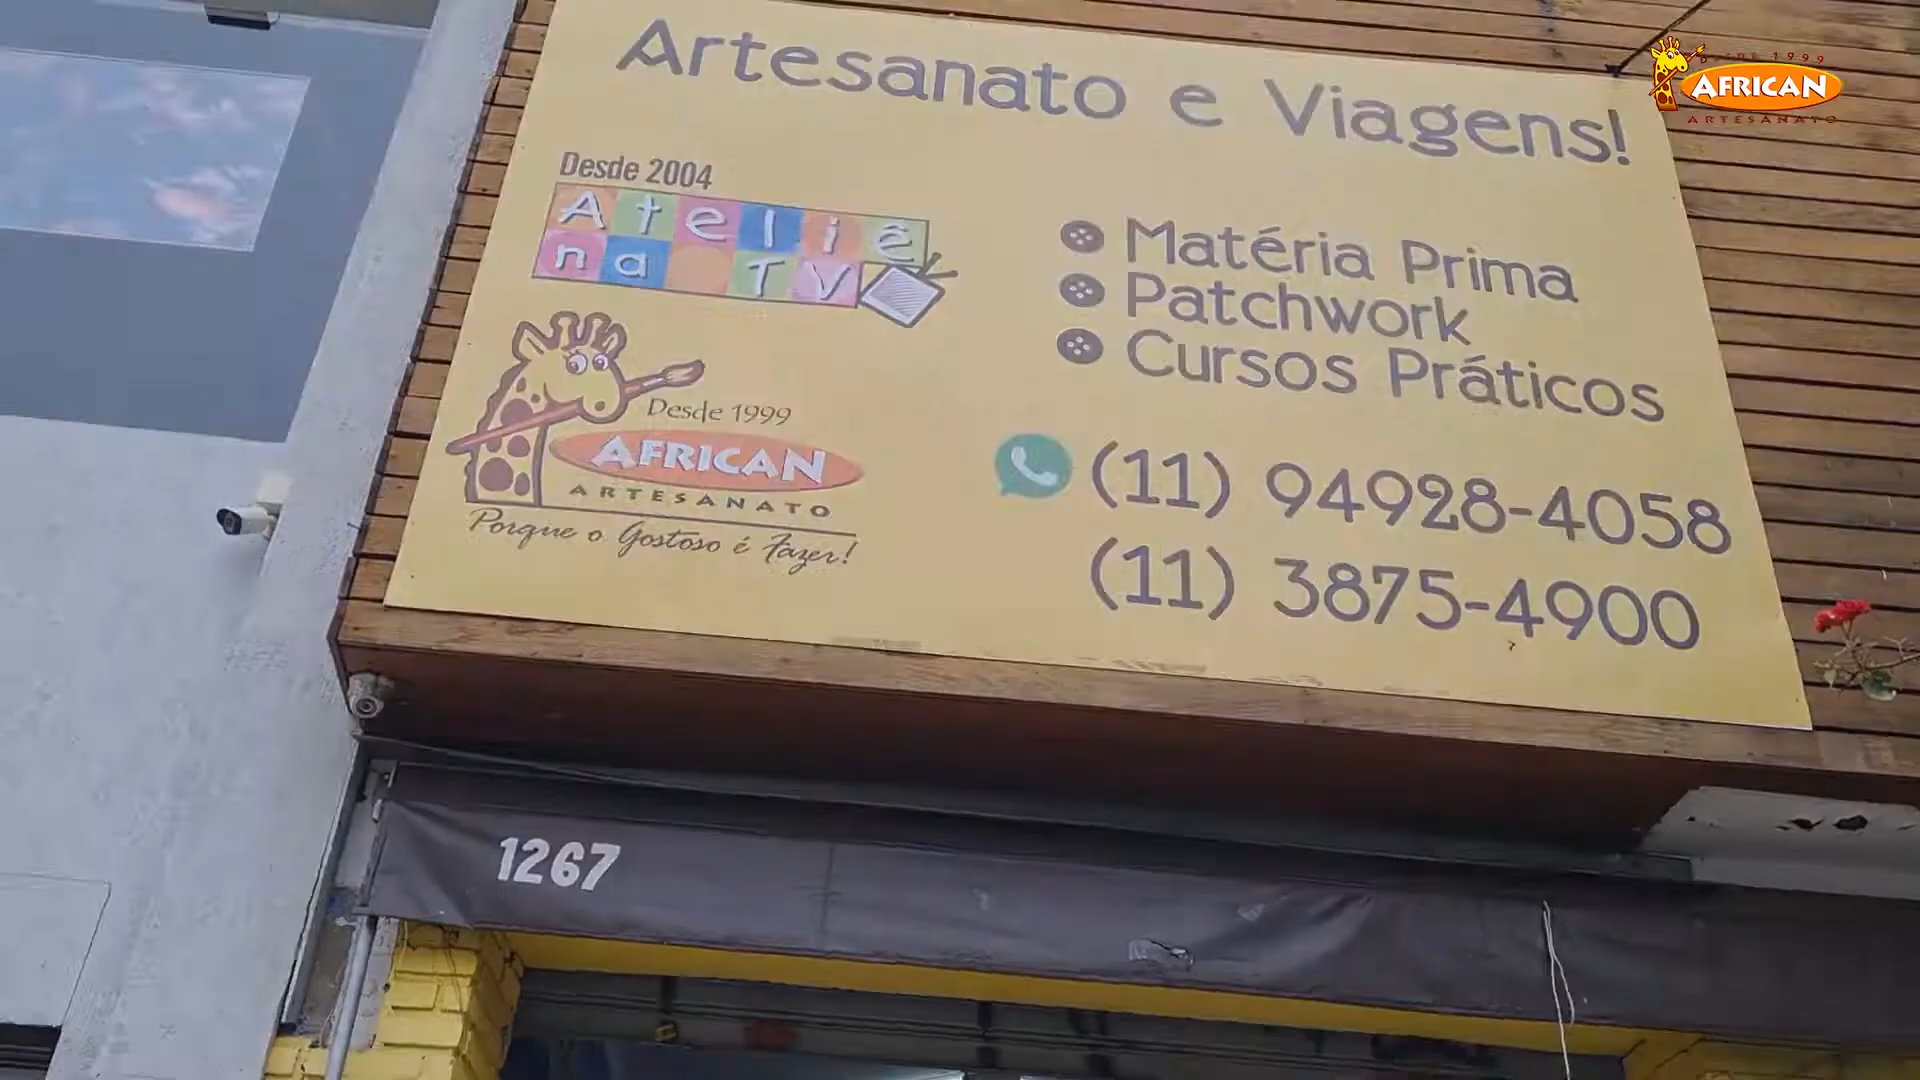 Artesanato e Viagens!
DESDE 1999
AFRICAN
ARTESANATO
Desde 2004
Ateliê
na TV
Matéria Prima
Patchwork
Cursos Práticos
Desde 1999
AFRICAN
ARTESANATO
Porque o Gostoso é Fazer!
(11) 94928-4058
(11) 3875-4900
1267